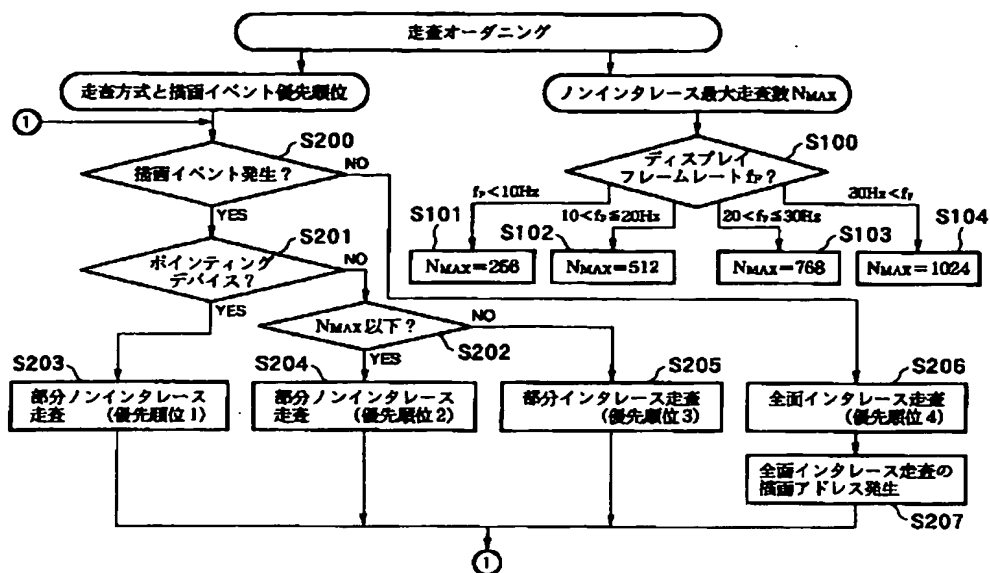 走査オーダニング
走査方式と描画イベント優先順位
ノンインタレース最大走査数NMAX
1
S200
描画イベント発生?
NO
YES
S100
ディスプレイ
フレームレートfF?
fF<10Hz
10<fF≦20Hz
20<fF≦30Hz
30Hz<fF
S101
NMAX=256
S102
NMAX=512
S103
NMAX=768
S104
NMAX=1024
S201
ポインティング
デバイス?
NO
YES
NMAX以下?
NO
S202
YES
S203
部分ノンインタレース
走査 (優先順位1)
S204
部分ノンインタレース
走査 (優先順位2)
S205
部分インタレース走査
(優先順位3)
S206
全面インタレース走査
(優先順位4)
全面インタレース走査の
描画アドレス発生
S207
1